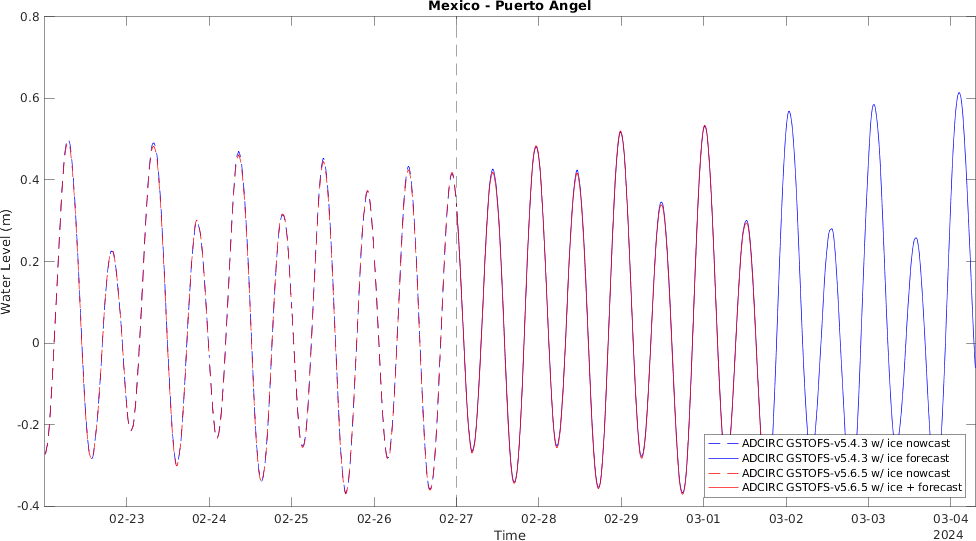 Mexico - Puerto Angel
0.8
0.6
0.4
0.2
0
-0.2
-0.4
Water Level (m)
ADCIRC GSTOFS-v5.4.3 w/ ice nowcast
ADCIRC GSTOFS-v5.4.3 w/ ice forecast
ADCIRC GSTOFS-v5.6.5 w/ ice nowcast
ADCIRC GSTOFS-v5.6.5 w/ ice + forecast
02-23 02-24 02-25 02-26 02-27 02-28 02-29 03-01 03-02 03-03 03-04
Time 2024